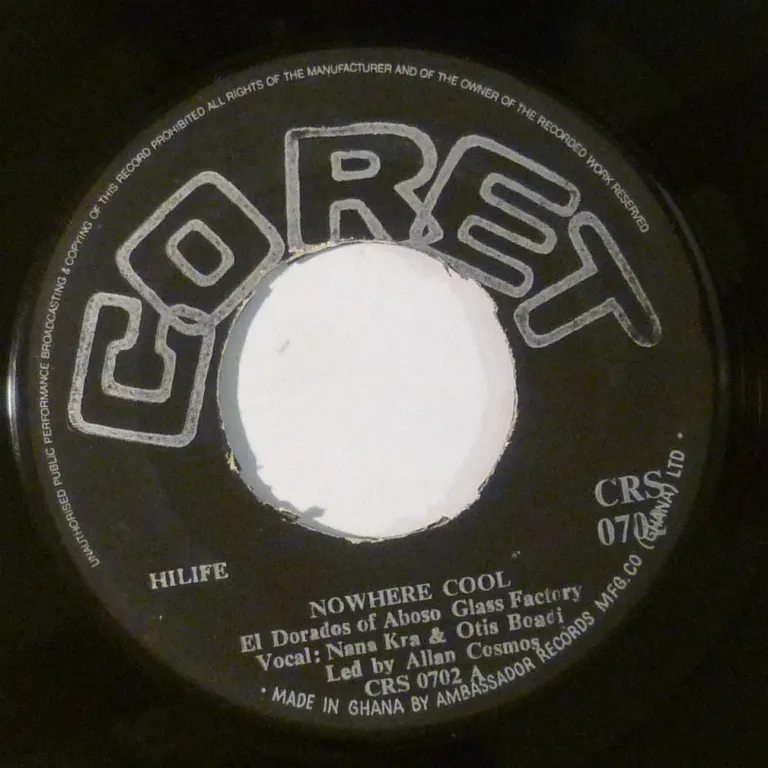 UNAUTHORISED PUBLIC PERFORMANCE BROADCASTING & COPYING OF THIS RECORD PROHIBITED ALL RIGHTS OF THE MANUFACTURER AND OF THE OWNER OF THE RECORDED WORK RESERVED
CORET
CRS
HILIFE
NOWHERE COOL
El Dorados of Aboso Glass Factory
Vocal: Nana Kra & Otis Boadi
Led by Allan Cosmos
CRS 0702 A
• MADE IN GHANA BY AMBASSADOR RECORDS MFG.CO (GHANA) LTD •